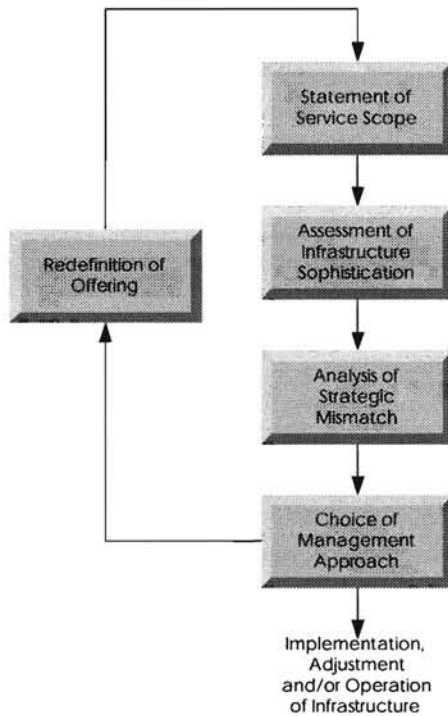 Statement of
Service Scope
Assessment of
Infrastructure
Sophistication
Redefinition of
Offering
Analysis of
Strategic
Mismatch
Choice of
Management
Approach
Implementation,
Adjustment
and/or Operation
of Infrastructure